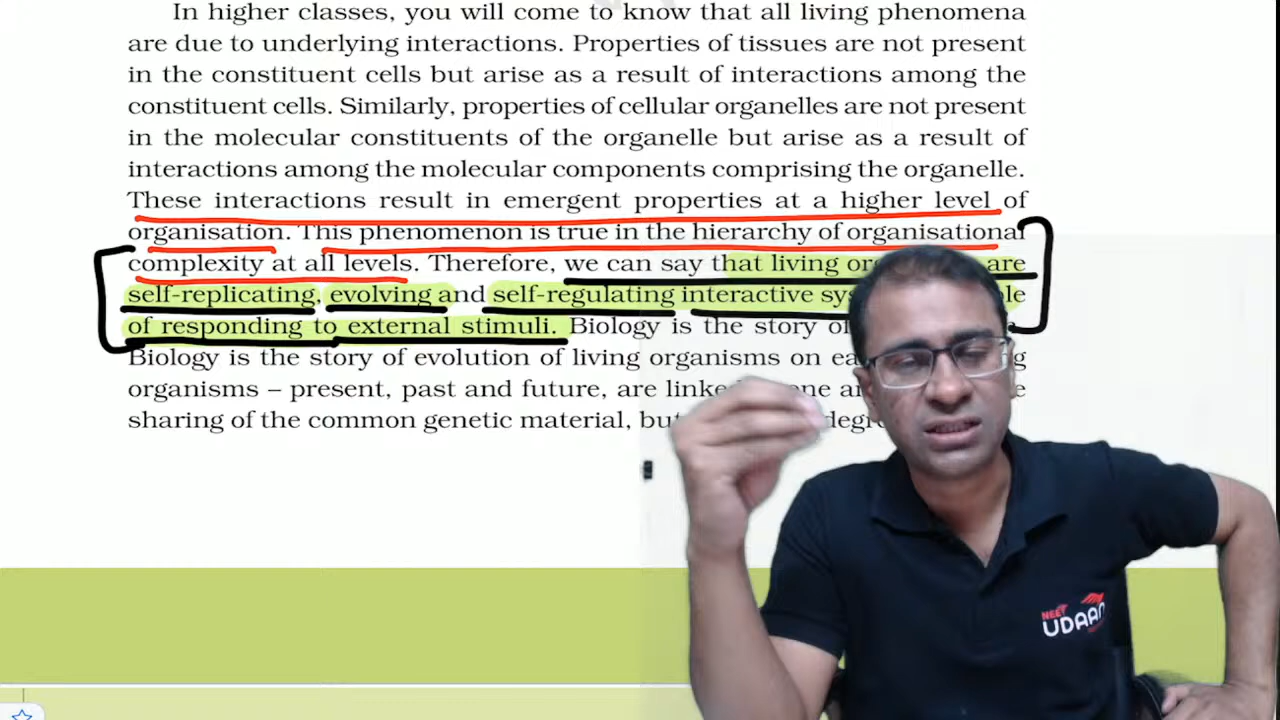 In higher classes, you will come to know that all living phenomena
are due to underlying interactions. Properties of tissues are not present
in the constituent cells but arise as a result of interactions among the
constituent cells. Similarly, properties of cellular organelles are not present
in the molecular constituents of the organelle but arise as a result of
interactions among the molecular components comprising the organelle.
These interactions result in emergent properties at a higher level of
organisation. This phenomenon is true in the hierarchy of organisational
complexity at all levels. Therefore, we can say that living are
self-replicating, evolving and self-regulating interactive
of responding to external stimuli. Biology is the story of
Biology is the story of evolution of living organisms on
organisms – present, past and future, are
sharing of the common genetic material,
NEET
UDAAN